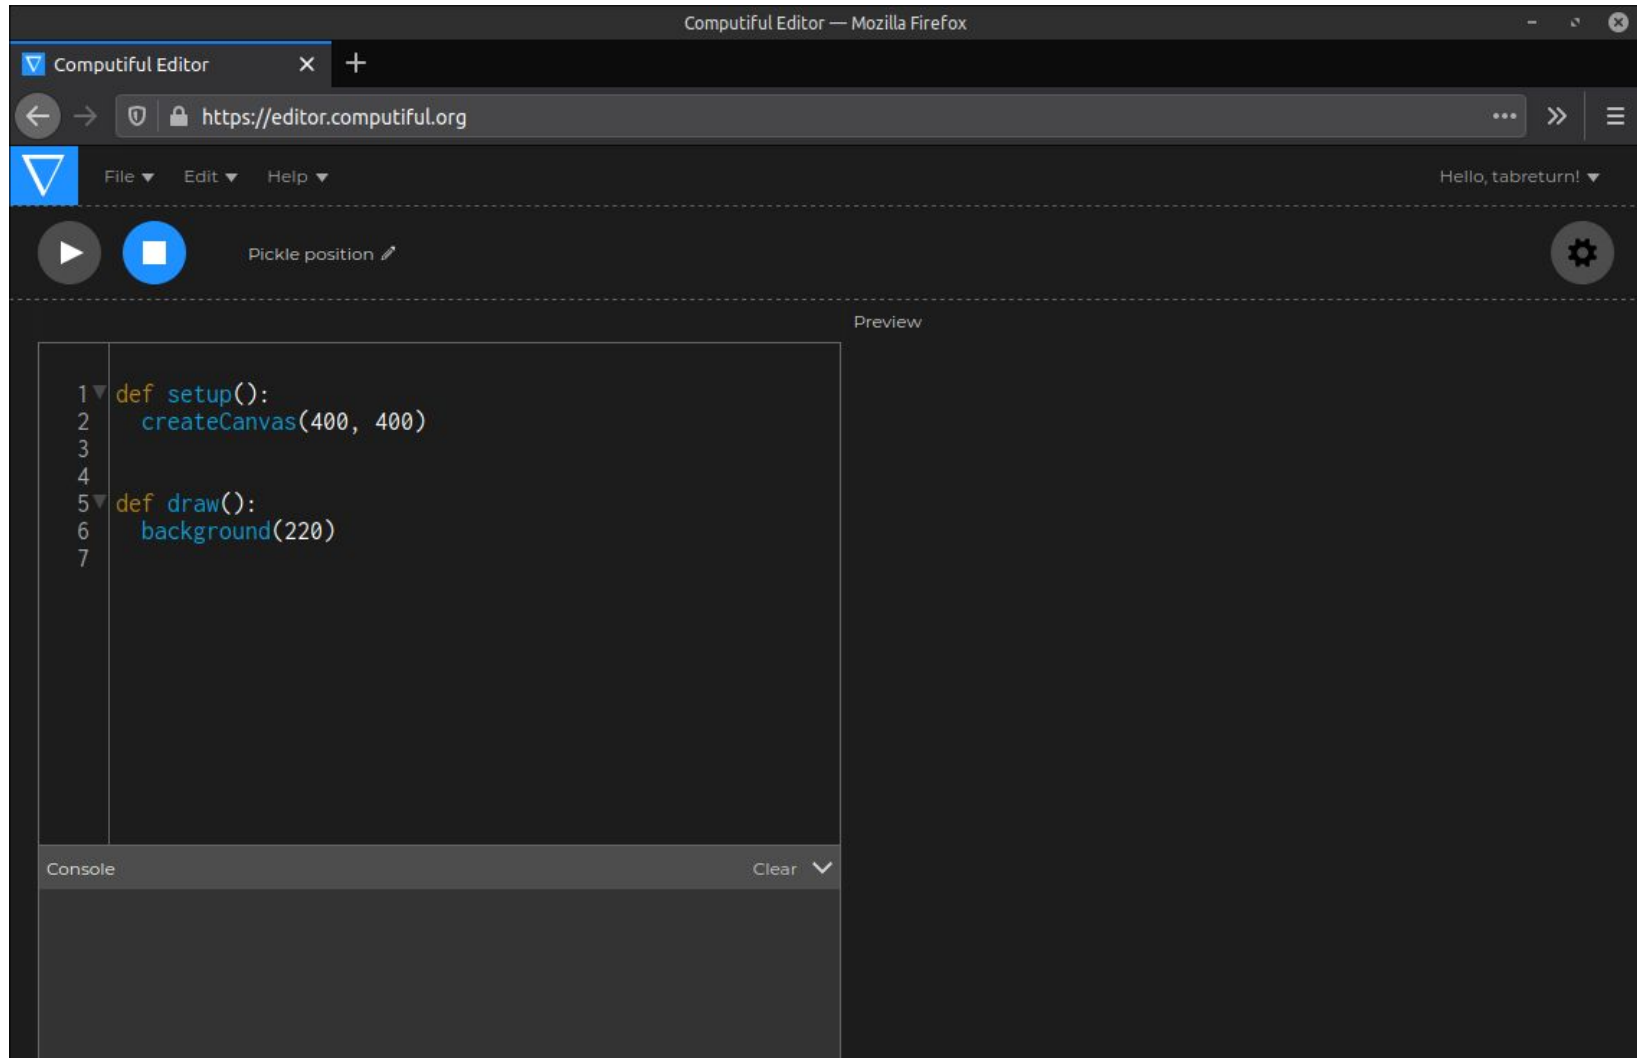 Computiful Editor — Mozilla Firefox
Computiful Editor
https://editor.computiful.org
File Edit Help Hello, tabreturn!
Pickle position
Preview
1 def setup():
2 createCanvas(400, 400)
3
4
5 def draw():
6 background(220)
7
Console Clear